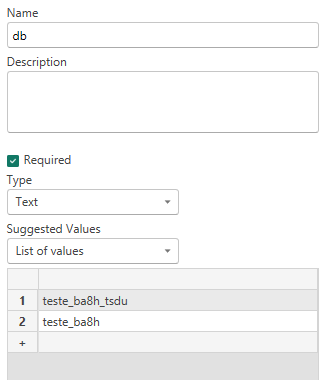 Name
db
Description
Required
Type
Text
Suggested Values
List of values
1 teste_ba8h_tsdu
2 teste_ba8h
+